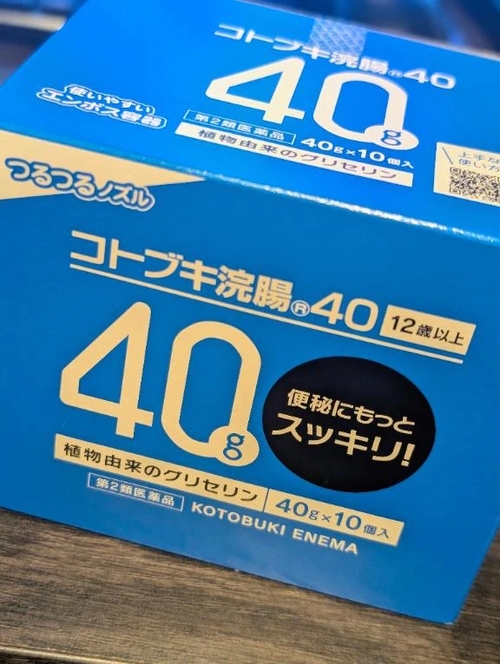 コトブキ浣腸®40
40g
使いやすい
エンボス容器
第2類医薬品
40g×10個入
植物由来のグリセリン
つるつるノズル
コトブキ浣腸®40
12歳以上
40g
便秘にもっと
スッキリ!
植物由来のグリセリン
40g×10個入
第2類医薬品
KOTOBUKI ENEMA